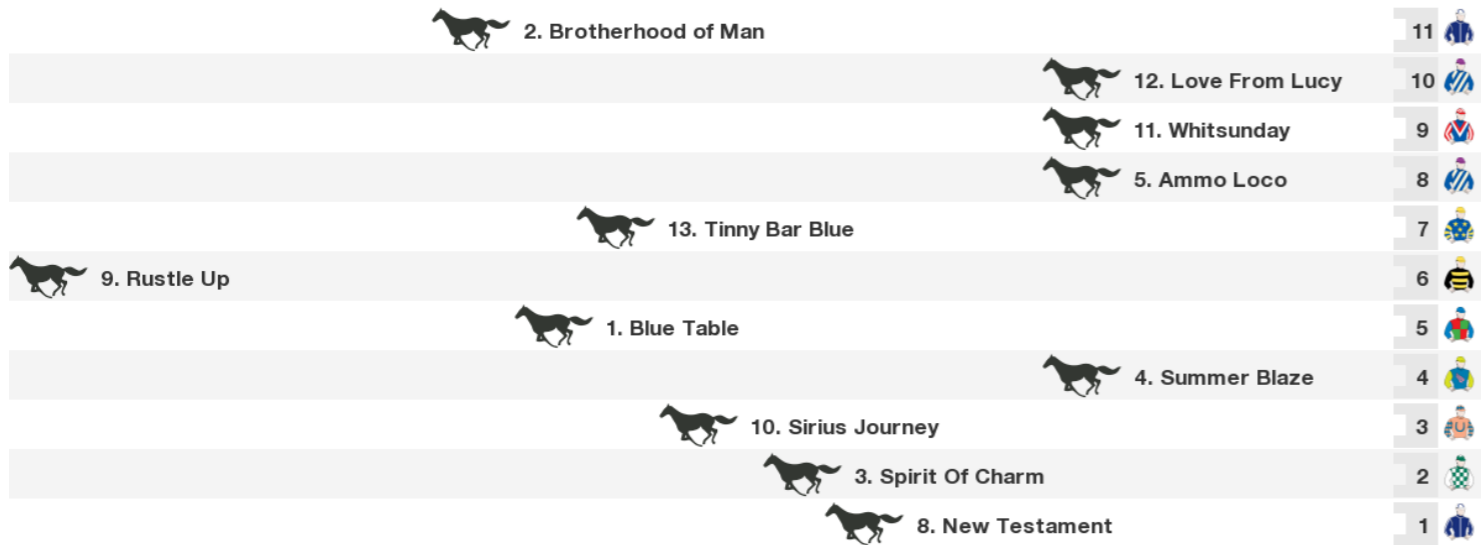 2. Brotherhood of Man 11
12. Love From Lucy 10
11. Whitsunday 9
5. Ammo Loco 8
13. Tinny Bar Blue 7
9. Rustle Up 6
1. Blue Table 5
4. Summer Blaze 4
10. Sirius Journey 3
3. Spirit Of Charm 2
8. New Testament 1